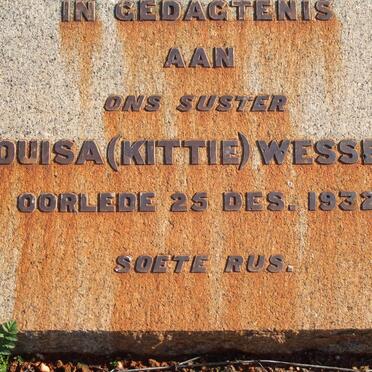 IN GEDAGTENIS
AAN
ONS SUSTER
OUISA (KITTIE) WESSE
OORLEDE 25 DES. 1932
SOETE RUS.